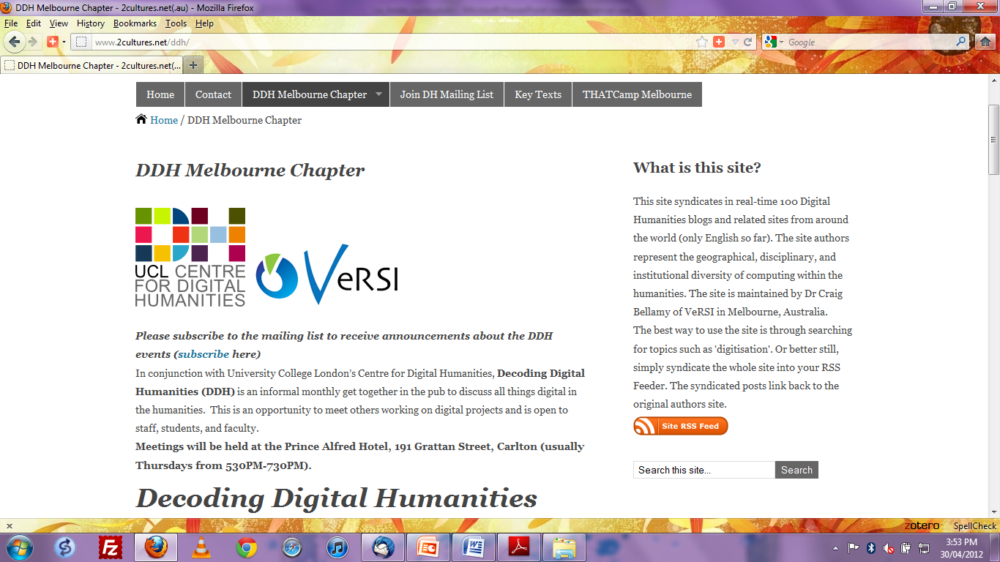 DDH Melbourne Chapter - 2cultures.net(.au) - Mozilla Firefox
File Edit View History Bookmarks Tools Help
www.2cultures.net/ddh/
Google
DDH Melbourne Chapter - 2cultures.net(...
Home Contact DDH Melbourne Chapter Join DH Mailing List Key Texts THATCamp Melbourne
Home / DDH Melbourne Chapter
DDH Melbourne Chapter
DH
UCL CENTRE
FOR DIGITAL
HUMANITIES
VeRSI
Please subscribe to the mailing list to receive announcements about the DDH
events (subscribe here)
In conjunction with University College London's Centre for Digital Humanities, Decoding Digital
Humanities (DDH) is an informal monthly get together in the pub to discuss all things digital in
the humanities.  This is an opportunity to meet others working on digital projects and is open to
staff, students, and faculty.
Meetings will be held at the Prince Alfred Hotel, 191 Grattan Street, Carlton (usually
Thursdays from 530PM-730PM).
Decoding Digital Humanities
What is this site?
This site syndicates in real-time 100 Digital
Humanities blogs and related sites from around
the world (only English so far). The site authors
represent the geographical, disciplinary, and
institutional diversity of computing within the
humanities. The site is maintained by Dr Craig
Bellamy of VeRSI in Melbourne, Australia.
The best way to use the site is through searching
for topics such as 'digitisation'. Or better still,
simply syndicate the whole site into your RSS
Feeder. The syndicated posts link back to the
original authors site.
Site RSS Feed
Search this site... Search
zotero SpellCheck
3:53 PM
30/04/2012